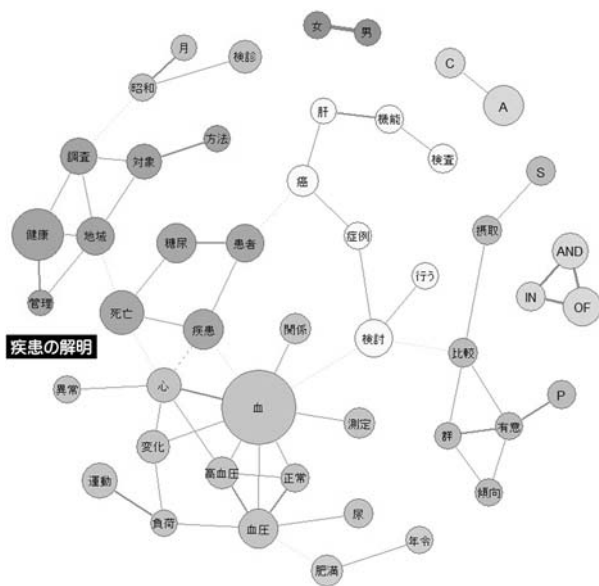 女
男
月
検診
昭和
C
A
肝
機能
検査
方法
調査
対象
癌
S
健康
地域
糖尿
患者
症例
摂取
AND
IN
OF
管理
死亡
疾患
関係
行う
検討
疾患の解明
比較
異常
心
血
測定
P
変化
群
有意
運動
高血圧
正常
傾向
負荷
血圧
尿
年令
肥満